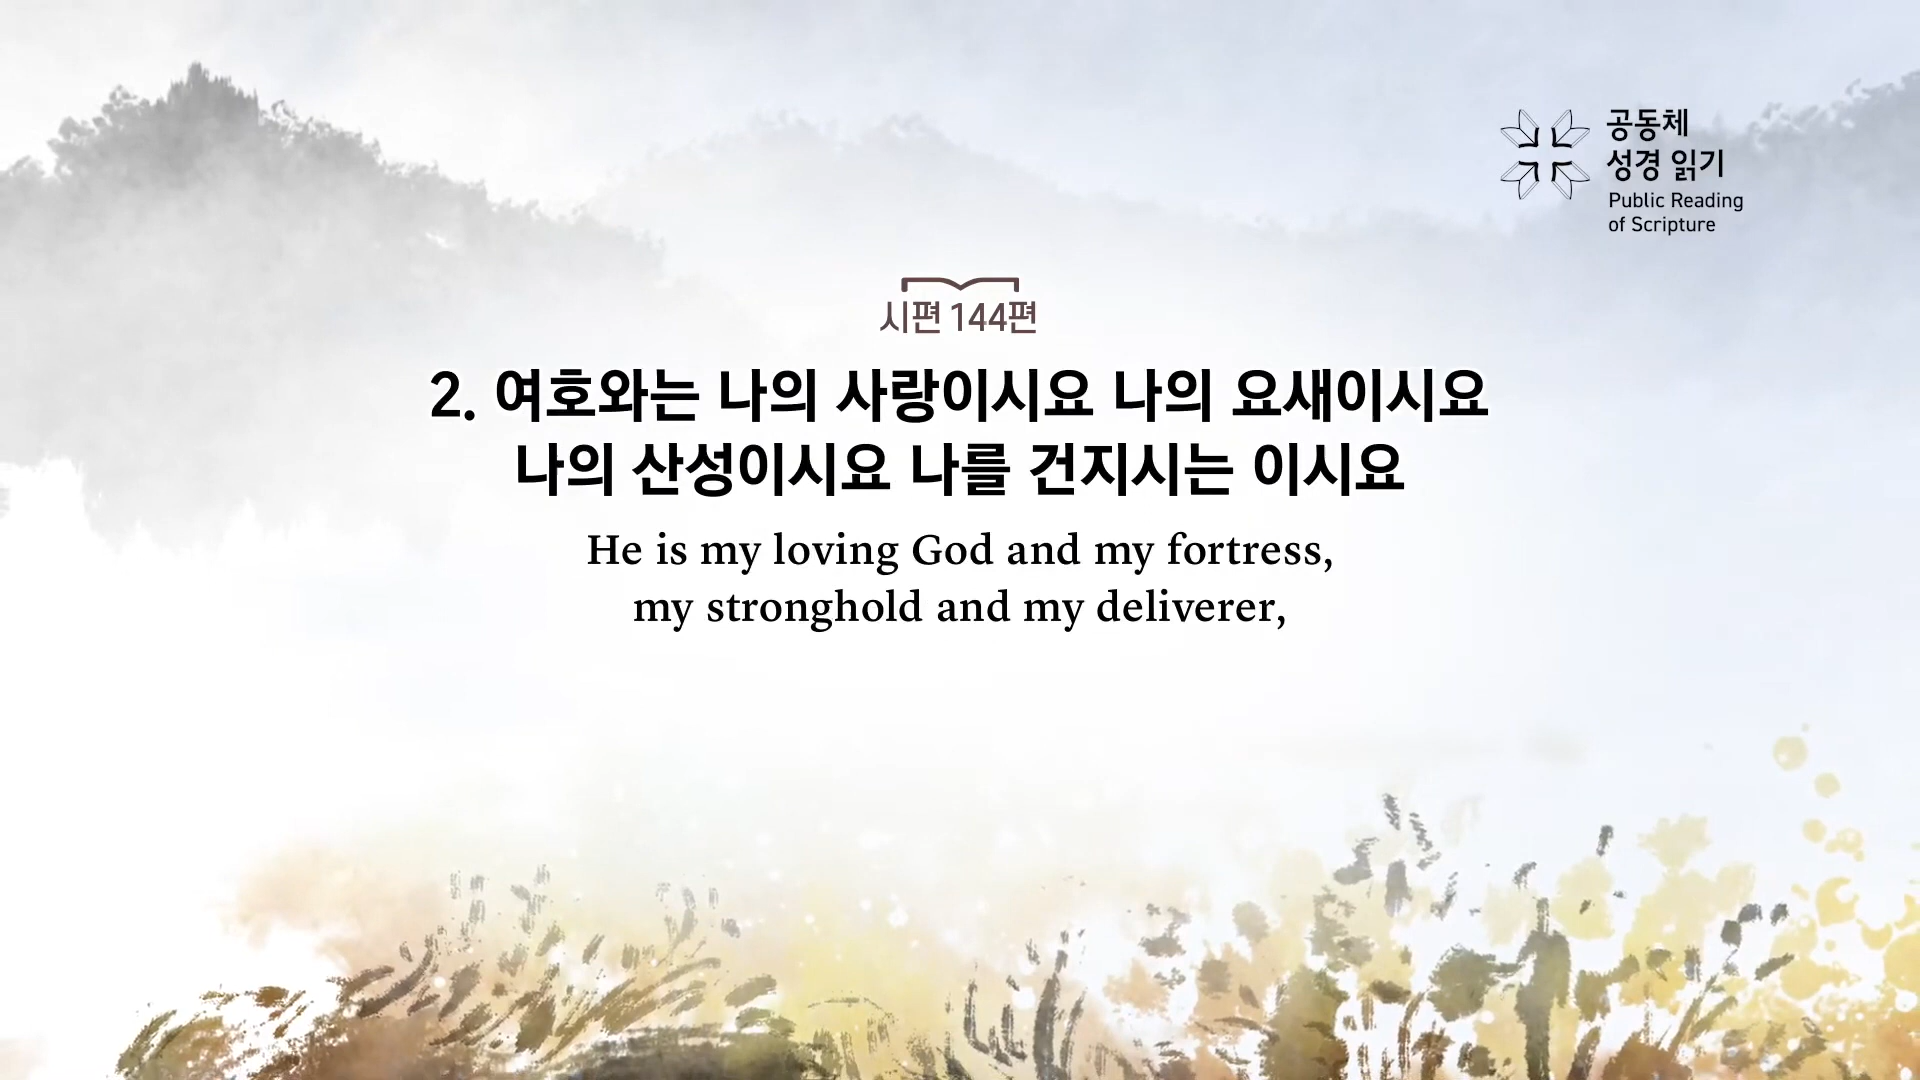 공동체
성경 읽기
Public Reading
of Scripture
시편 144편
2. 여호와는 나의 사랑이시요 나의 요새이시요
나의 산성이시요 나를 건지시는 이시요
He is my loving God and my fortress,
my stronghold and my deliverer,